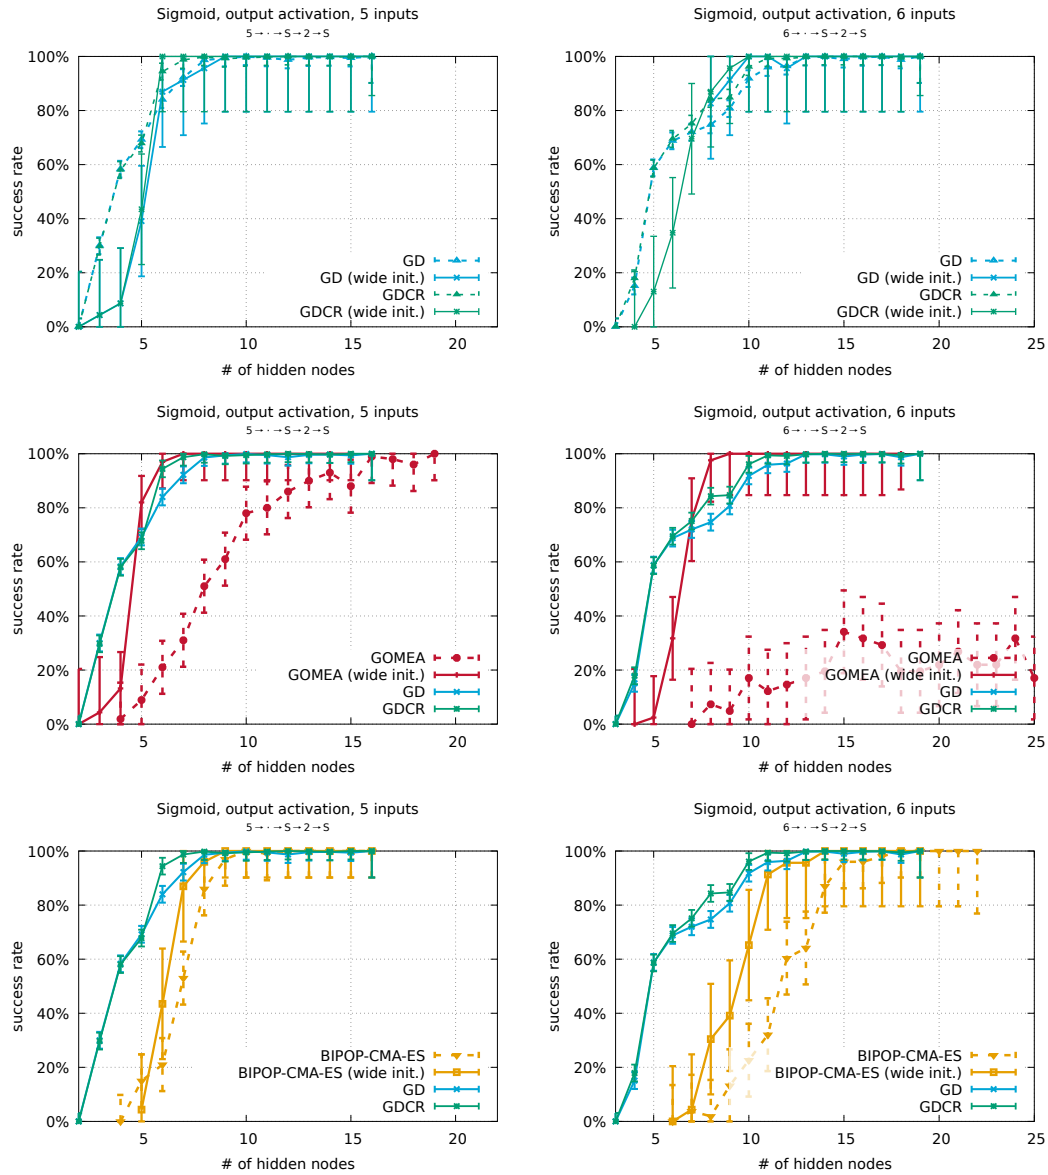 Sigmoid, output activation, 5 inputs
5→·→S→2→S
100%
80%
60%
40%
20%
0%
success rate
GD
GD (wide init.)
GDCR
GDCR (wide init.)
5
10
15
20
# of hidden nodes
Sigmoid, output activation, 6 inputs
6→·→S→2→S
100%
80%
60%
40%
20%
0%
success rate
GD
GD (wide init.)
GDCR
GDCR (wide init.)
5
10
15
20
25
# of hidden nodes
Sigmoid, output activation, 5 inputs
5→·→S→2→S
100%
80%
60%
40%
20%
0%
success rate
GOMEA
GOMEA (wide init.)
GD
GDCR
5
10
15
20
# of hidden nodes
Sigmoid, output activation, 6 inputs
6→·→S→2→S
100%
80%
60%
40%
20%
0%
success rate
GOMEA
GOMEA (wide init.)
GD
GDCR
5
10
15
20
25
# of hidden nodes
Sigmoid, output activation, 5 inputs
5→·→S→2→S
100%
80%
60%
40%
20%
0%
success rate
BIPOP-CMA-ES
BIPOP-CMA-ES (wide init.)
GD
GDCR
5
10
15
20
# of hidden nodes
Sigmoid, output activation, 6 inputs
6→·→S→2→S
100%
80%
60%
40%
20%
0%
success rate
BIPOP-CMA-ES
BIPOP-CMA-ES (wide init.)
GD
GDCR
5
10
15
20
25
# of hidden nodes